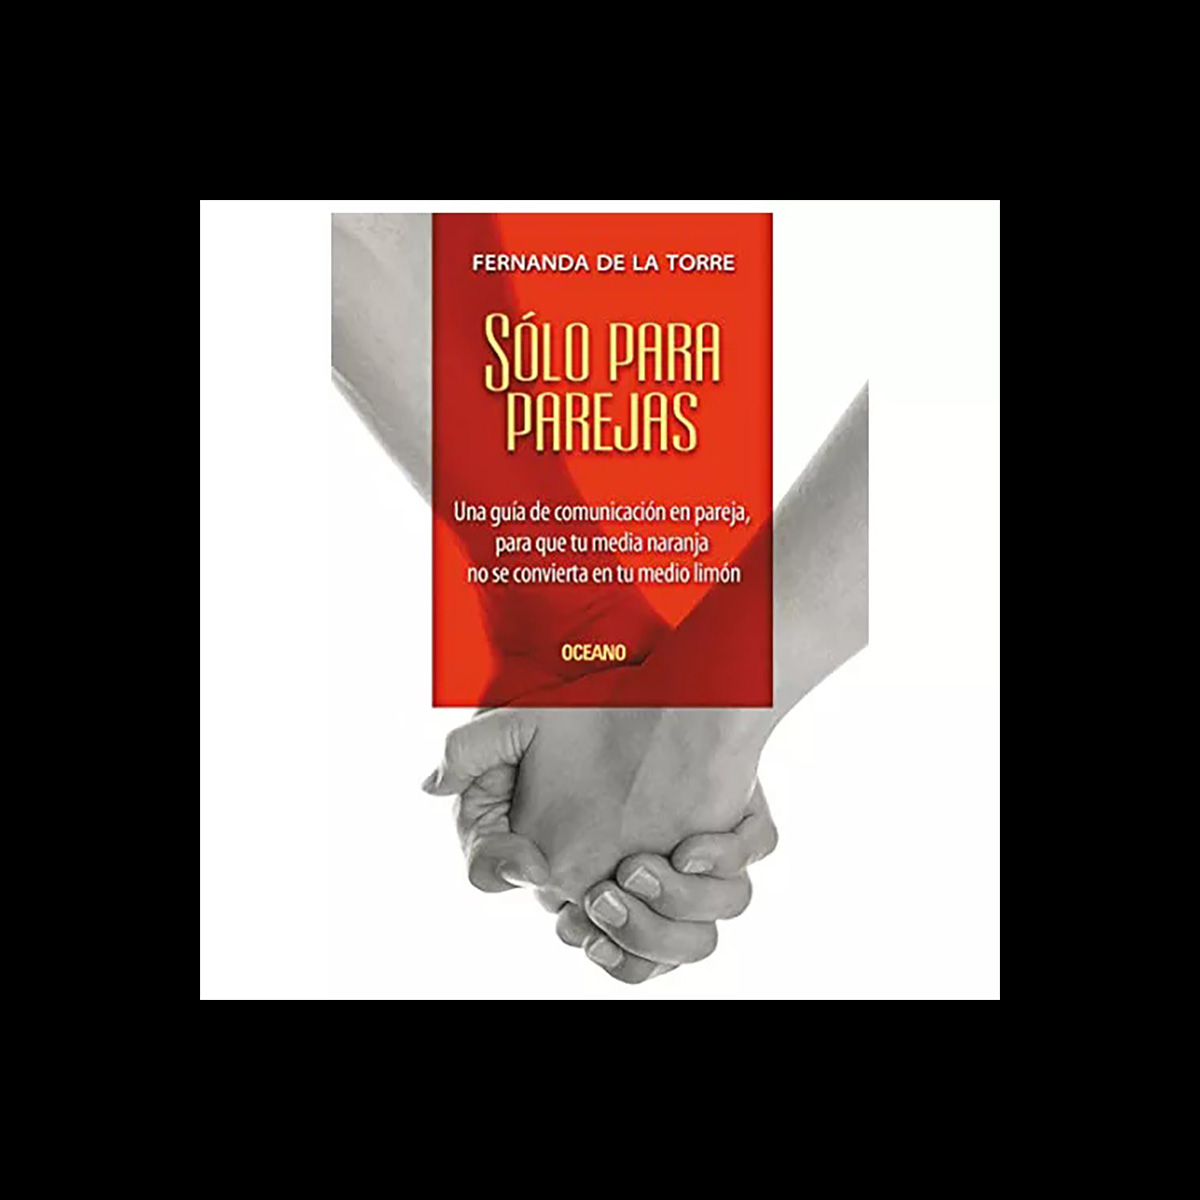 FERNANDA DE LA TORRE
SÓLO PARA
PAREJAS
Una guía de comunicación en pareja,
para que tu media naranja
no se convierta en tu medio limón
OCEANO